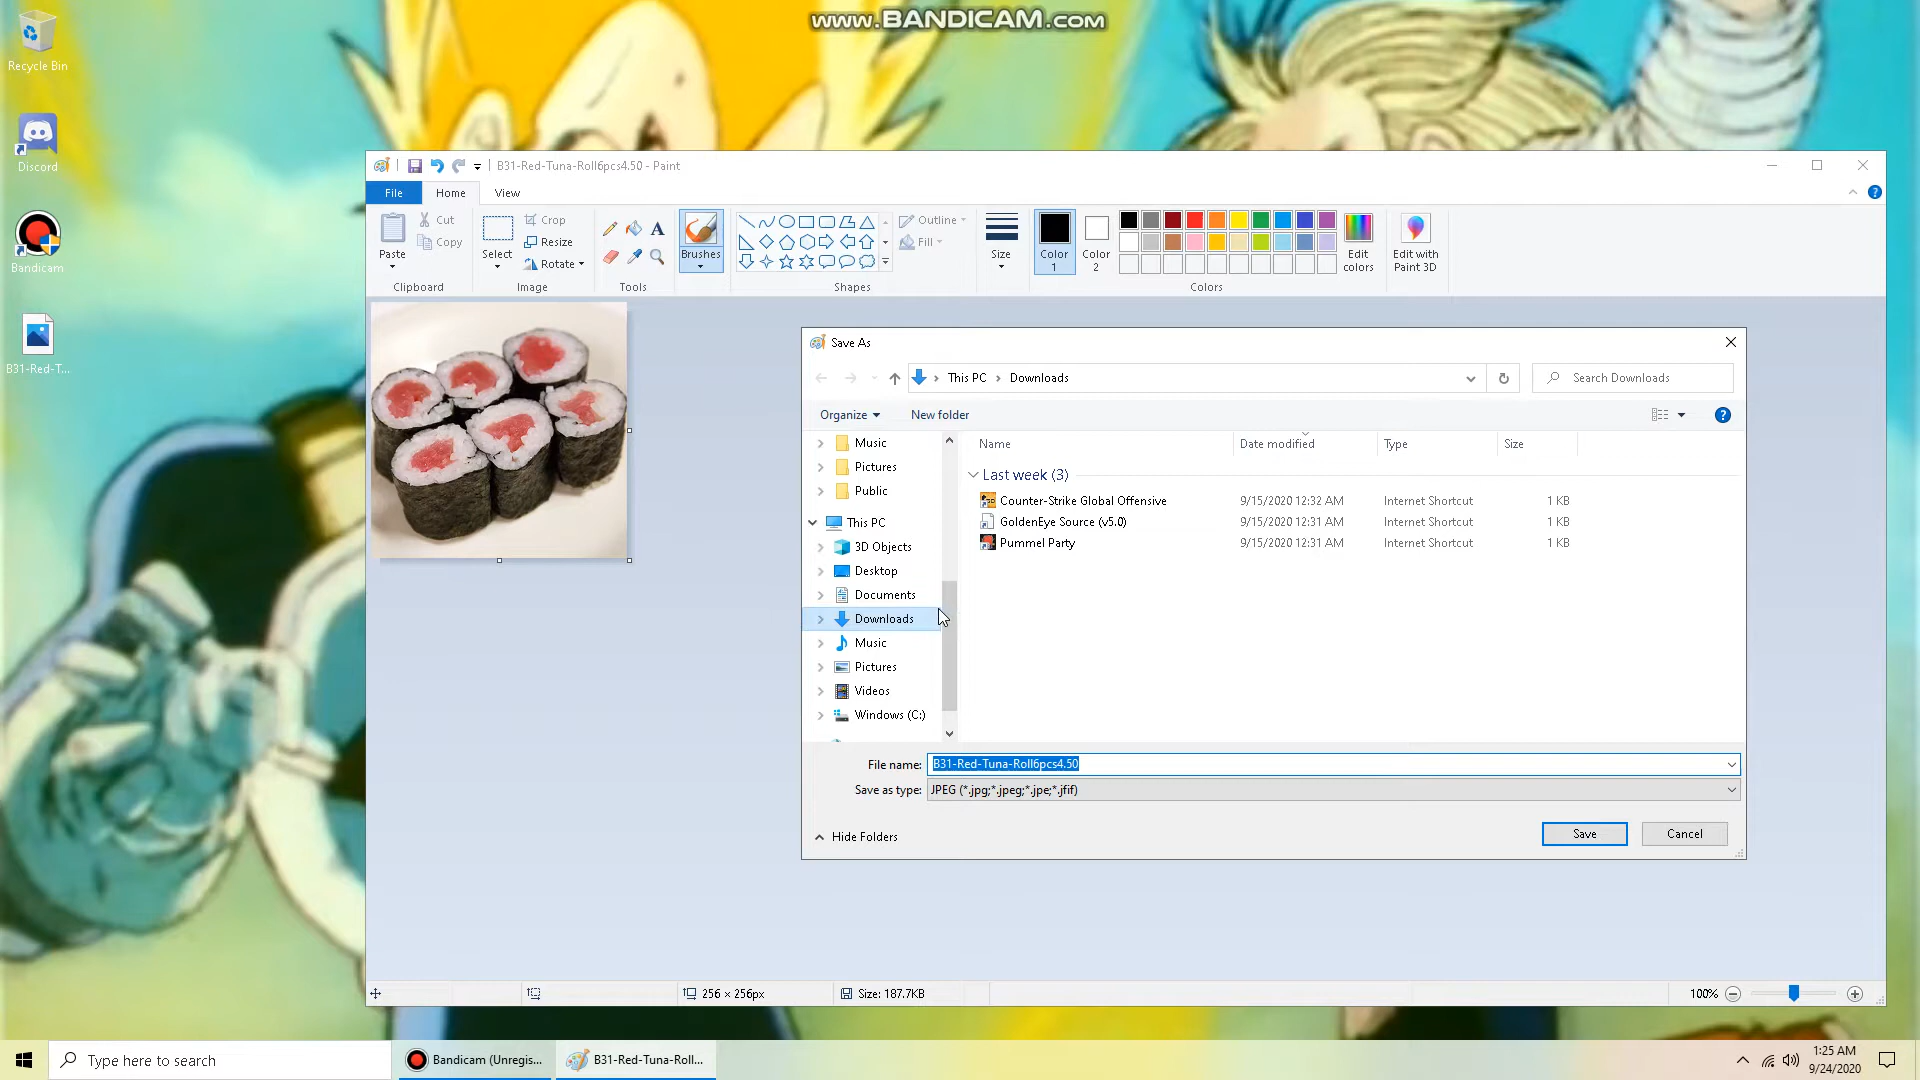 www.BANDICAM.com
Recycle Bin
Discord
Bandicam
B31-Red-T...
B31-Red-Tuna-Roll6pcs4.50 - Paint
File
Home
View
Paste
Cut
Copy
Clipboard
Select
Crop
Resize
Rotate
Image
A
Tools
Brushes
Outline
Fill
Shapes
Size
Color 1
Color 2
Edit colors
Colors
Edit with Paint 3D
Save As
This PC
Downloads
Search Downloads
Organize
New folder
Music
Pictures
Public
This PC
3D Objects
Desktop
Documents
Downloads
Music
Pictures
Videos
Windows (C:)
Name Date modified Type Size
Last week (3)
Counter-Strike Global Offensive 9/15/2020 12:32 AM Internet Shortcut 1 KB
GoldenEye Source (v5.0) 9/15/2020 12:31 AM Internet Shortcut 1 KB
Pummel Party 9/15/2020 12:31 AM Internet Shortcut 1 KB
File name: B31-Red-Tuna-Roll6pcs4.50
Save as type: JPEG (*.jpg;*.jpeg;*.jpe;*.jfif)
Hide Folders
Save
Cancel
256 × 256px
Size: 187.7KB
100%
Type here to search
Bandicam (Unregis...
B31-Red-Tuna-Roll...
1:25 AM
9/24/2020